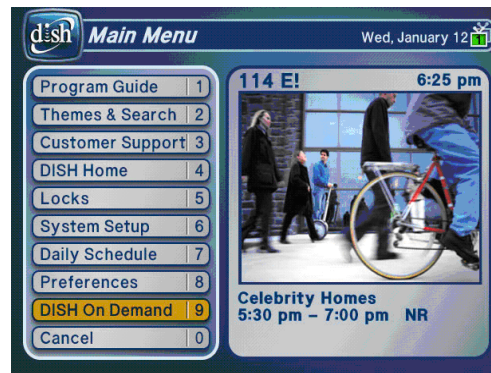 dish Main Menu
Wed, January 12
1
Program Guide 1
Themes & Search 2
Customer Support 3
DISH Home 4
Locks 5
System Setup 6
Daily Schedule 7
Preferences 8
DISH On Demand 9
Cancel 0
114 E! 6:25 pm
Celebrity Homes
5:30 pm – 7:00 pm NR